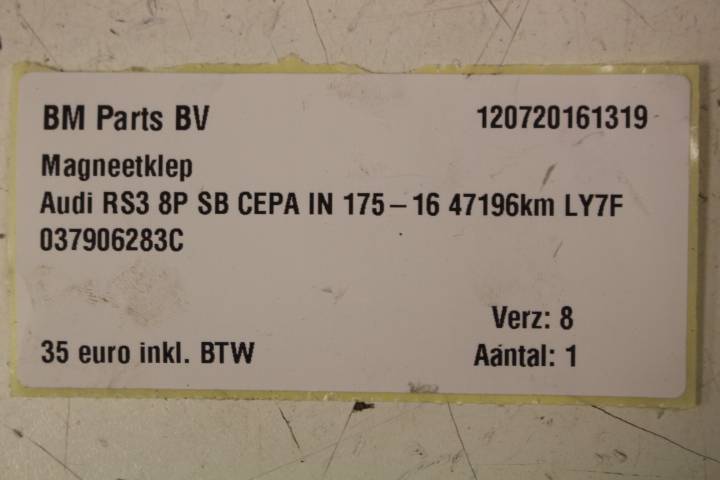 BM Parts BV 120720161319
Magneetklep
Audi RS3 8P SB CEPA IN 175-16 47196km LY7F
037906283C
Verz: 8
35 euro inkl. BTW Aantal: 1